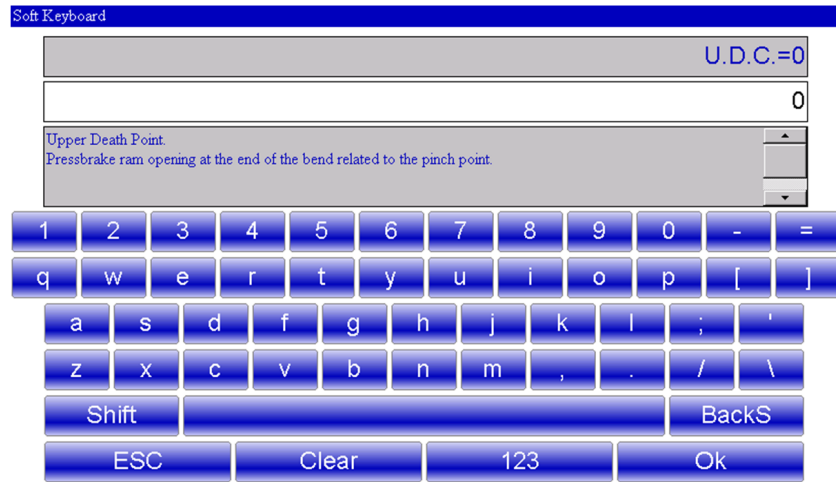 Soft Keyboard
U.D.C.=0
0
Upper Death Point.
Pressbrake ram opening at the end of the bend related to the pinch point.
1 2 3 4 5 6 7 8 9 0 - =
q w e r t y u i o p [ ]
a s d f g h j k l ; '
z x c v b n m , . / \
Shift BackS
ESC Clear 123 Ok